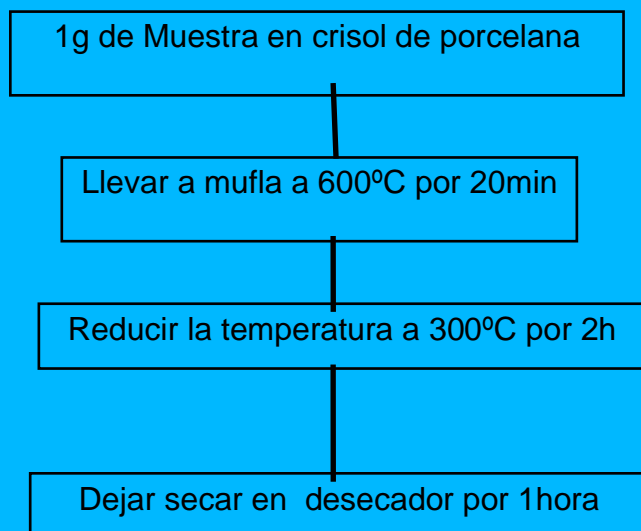 1g de Muestra en crisol de porcelana
Llevar a mufla a 600ºC por 20min
Reducir la temperatura a 300ºC por 2h
Dejar secar en  desecador por 1hora